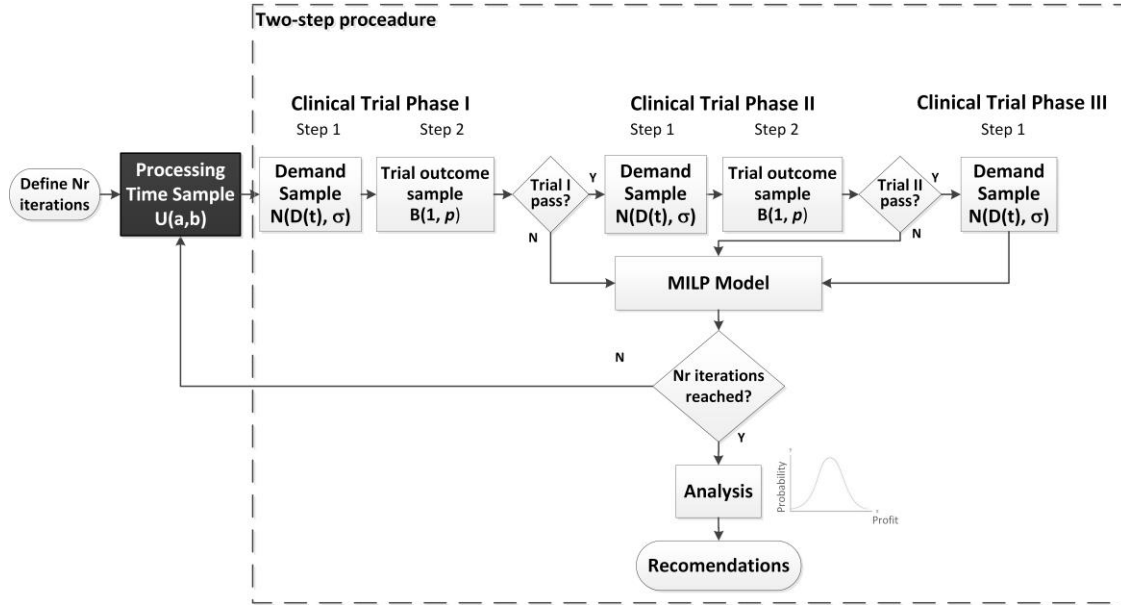 Two-step proceadure
Clinical Trial Phase I
Clinical Trial Phase II
Clinical Trial Phase III
Step 1
Step 2
Step 1
Step 2
Step 1
Define Nr
iterations
Processing
Time Sample
U(a,b)
Demand
Sample
N(D(t), σ)
Trial outcome
sample
B(1, p)
Trial I
pass?
Y
N
Demand
Sample
N(D(t), σ)
Trial outcome
sample
B(1, p)
Trial II
pass?
Y
N
Demand
Sample
N(D(t), σ)
MILP Model
N
Nr iterations
reached?
Y
Analysis
Probability
Profit
Recomendations